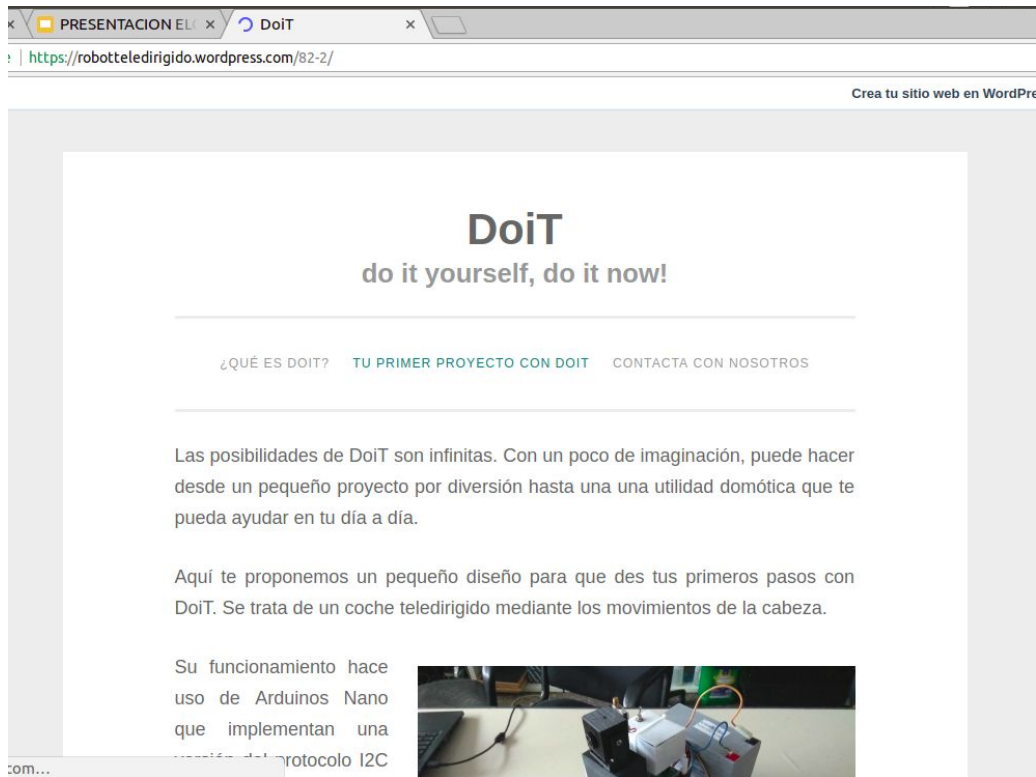 PRESENTACION EL
DoiT
https://robotteledirigido.wordpress.com/82-2/
Crea tu sitio web en WordPre
DoiT
do it yourself, do it now!
¿QUÉ ES DOIT? TU PRIMER PROYECTO CON DOIT CONTACTA CON NOSOTROS
Las posibilidades de DoiT son infinitas. Con un poco de imaginación, puede hacer
desde un pequeño proyecto por diversión hasta una una utilidad domótica que te
pueda ayudar en tu día a día.
Aquí te proponemos un pequeño diseño para que des tus primeros pasos con
DoiT. Se trata de un coche teledirigido mediante los movimientos de la cabeza.
Su funcionamiento hace
uso de Arduinos Nano
que implementan una
versión del protocolo I2C
com...